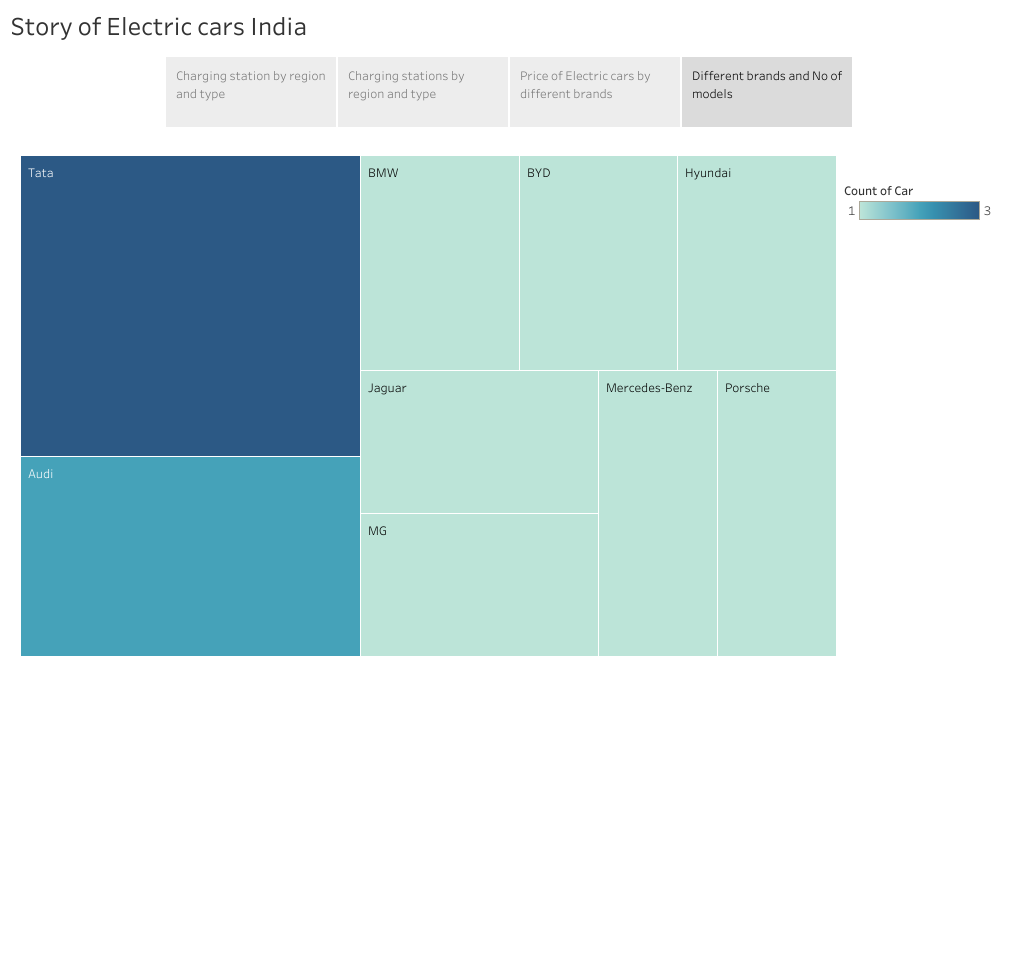 Story of Electric cars India
Charging station by region
and type
Charging stations by
region and type
Price of Electric cars by
different brands
Different brands and No of
models
Tata
BMW
BYD
Hyundai
Count of Car
1
3
Jaguar
Mercedes-Benz
Porsche
Audi
MG